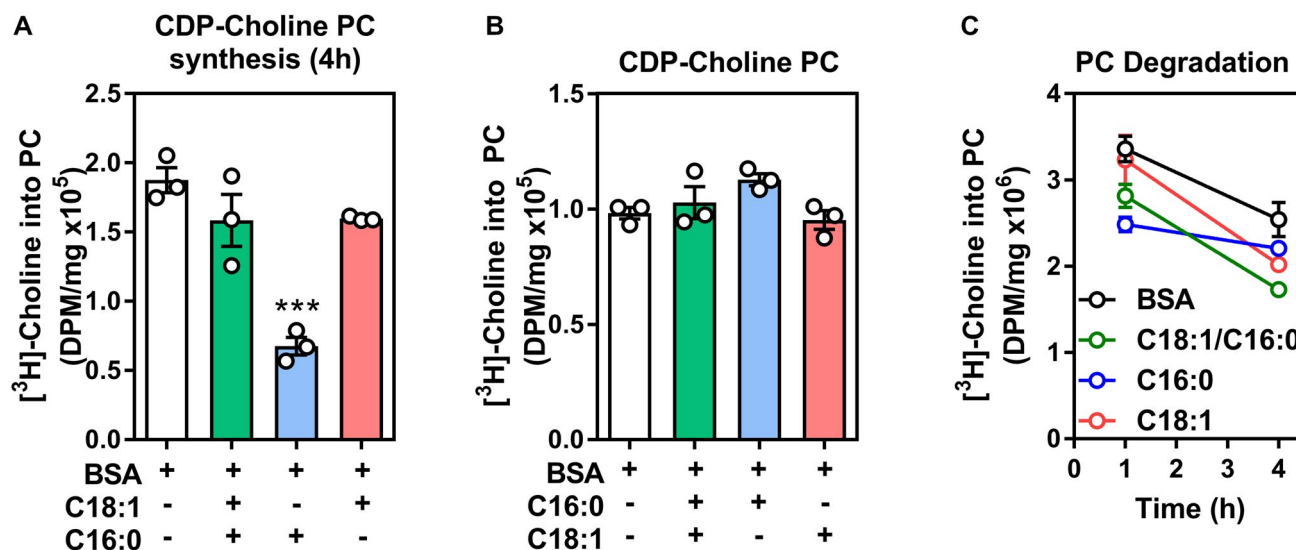 A
CDP-Choline PC
synthesis (4h)
[³H]-Choline into PC
(DPM/mg x10⁵)
2.5
2.0
1.5
1.0
0.5
0.0
***
BSA + + + +
C18:1 - + - +
C16:0 - + + -
B
CDP-Choline PC
[³H]-Choline into PC
(DPM/mg x10⁵)
1.5
1.0
0.5
0.0
BSA + + + +
C16:0 - + + -
C18:1 - + - +
C
PC Degradation
[³H]-Choline into PC
(DPM/mg x10⁶)
4
3
2
1
0
BSA
C18:1/C16:0
C16:0
C18:1
0 1 2 3 4
Time (h)